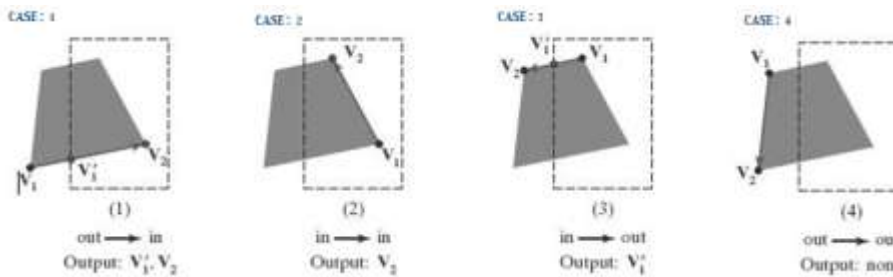 CASE: 1
V₁
V₁′
V₂
(1)
out → in
Output: V₁′, V₂
CASE: 2
V₂
V₁
(2)
in → in
Output: V₂
CASE: 3
V₁′
V₁
V₂
(3)
in → out
Output: V₁′
CASE: 4
V₁
V₂
(4)
out → ou
Output: non